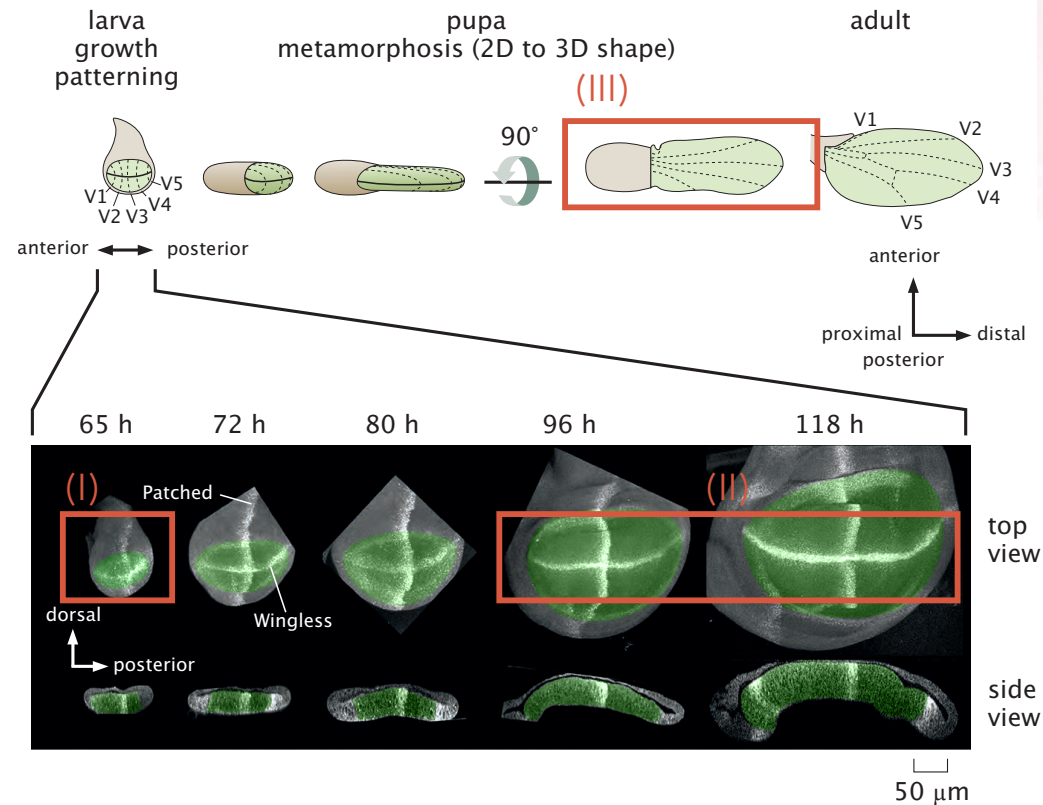 larva
growth
patterning
pupa
metamorphosis (2D to 3D shape)
adult
(III)
90°
V1
V2
V3
V4
V5
V1
V2
V3
V4
V5
anterior
posterior
anterior
proximal
distal
posterior
65 h
72 h
80 h
96 h
118 h
(I)
Patched
(II)
top
view
Wingless
dorsal
posterior
side
view
50 µm